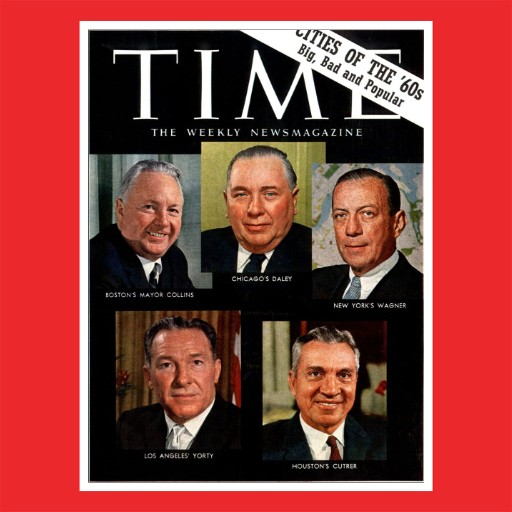 CITIES OF THE '60s
Big, Bad and Popular
TIME
THE WEEKLY NEWSMAGAZINE
BOSTON'S MAYOR COLLINS
CHICAGO'S DALEY
NEW YORK'S WAGNER
LOS ANGELES' YORTY
HOUSTON'S CUTRER